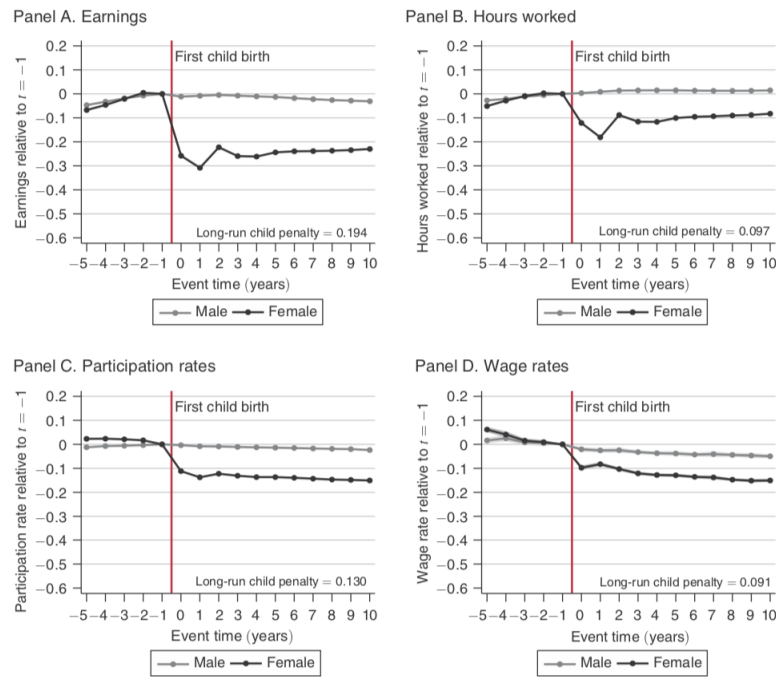 Panel A. Earnings
Earnings relative to t = −1
0.2
0.1
0
−0.1
−0.2
−0.3
−0.4
−0.5
−0.6
First child birth
Long-run child penalty = 0.194
−5 −4 −3 −2 −1 0 1 2 3 4 5 6 7 8 9 10
Event time (years)
Male Female
Panel B. Hours worked
Hours worked relative to t = −1
0.2
0.1
0
−0.1
−0.2
−0.3
−0.4
−0.5
−0.6
First child birth
Long-run child penalty = 0.097
−5 −4 −3 −2 −1 0 1 2 3 4 5 6 7 8 9 10
Event time (years)
Male Female
Panel C. Participation rates
Participation rate relative to t = −1
0.2
0.1
0
−0.1
−0.2
−0.3
−0.4
−0.5
−0.6
First child birth
Long-run child penalty = 0.130
−5 −4 −3 −2 −1 0 1 2 3 4 5 6 7 8 9 10
Event time (years)
Male Female
Panel D. Wage rates
Wage rate relative to t = −1
0.2
0.1
0
−0.1
−0.2
−0.3
−0.4
−0.5
−0.6
First child birth
Long-run child penalty = 0.091
−5 −4 −3 −2 −1 0 1 2 3 4 5 6 7 8 9 10
Event time (years)
Male Female